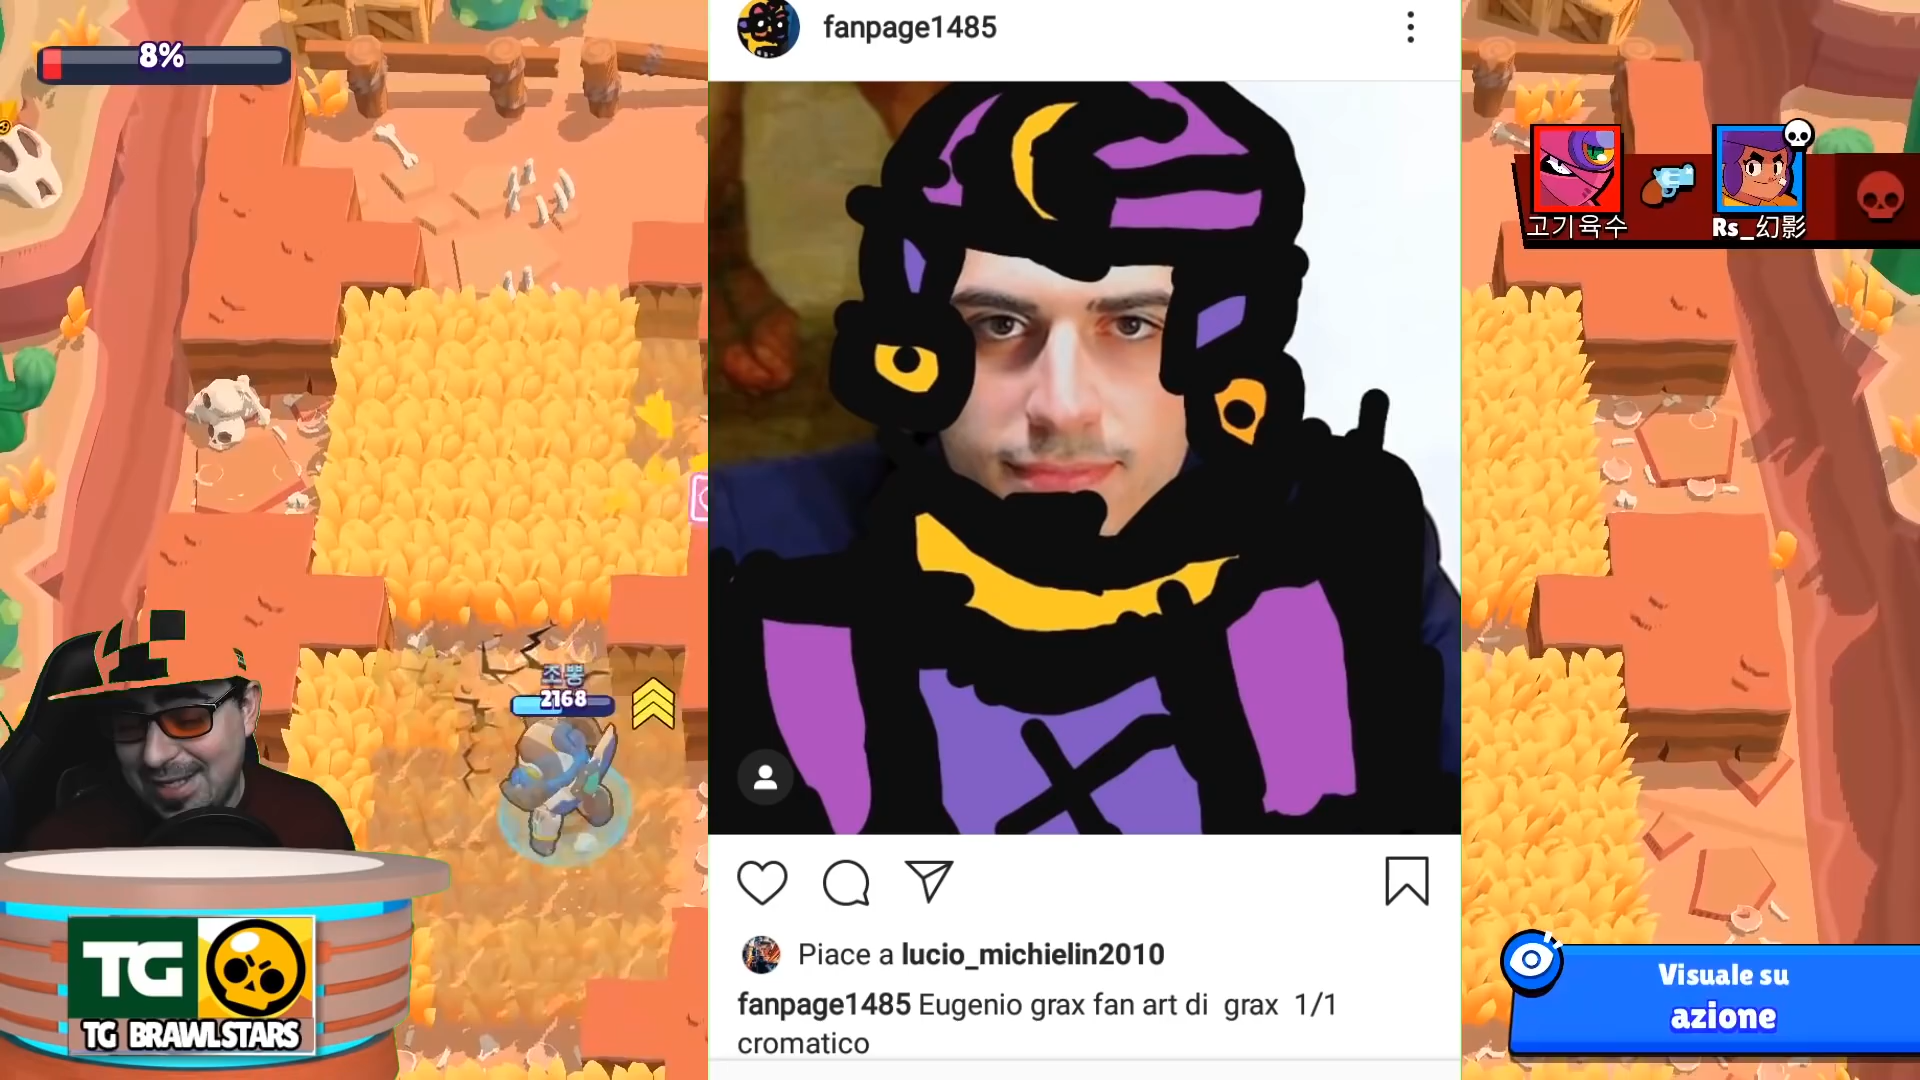 8%
fanpage1485
고기육수
Rs_幻影
조뽕
2168
TG
TG BRAWLSTARS
Piace a lucio_michielin2010
fanpage1485 Eugenio grax fan art di grax 1/1
cromatico
Visuale su
azione